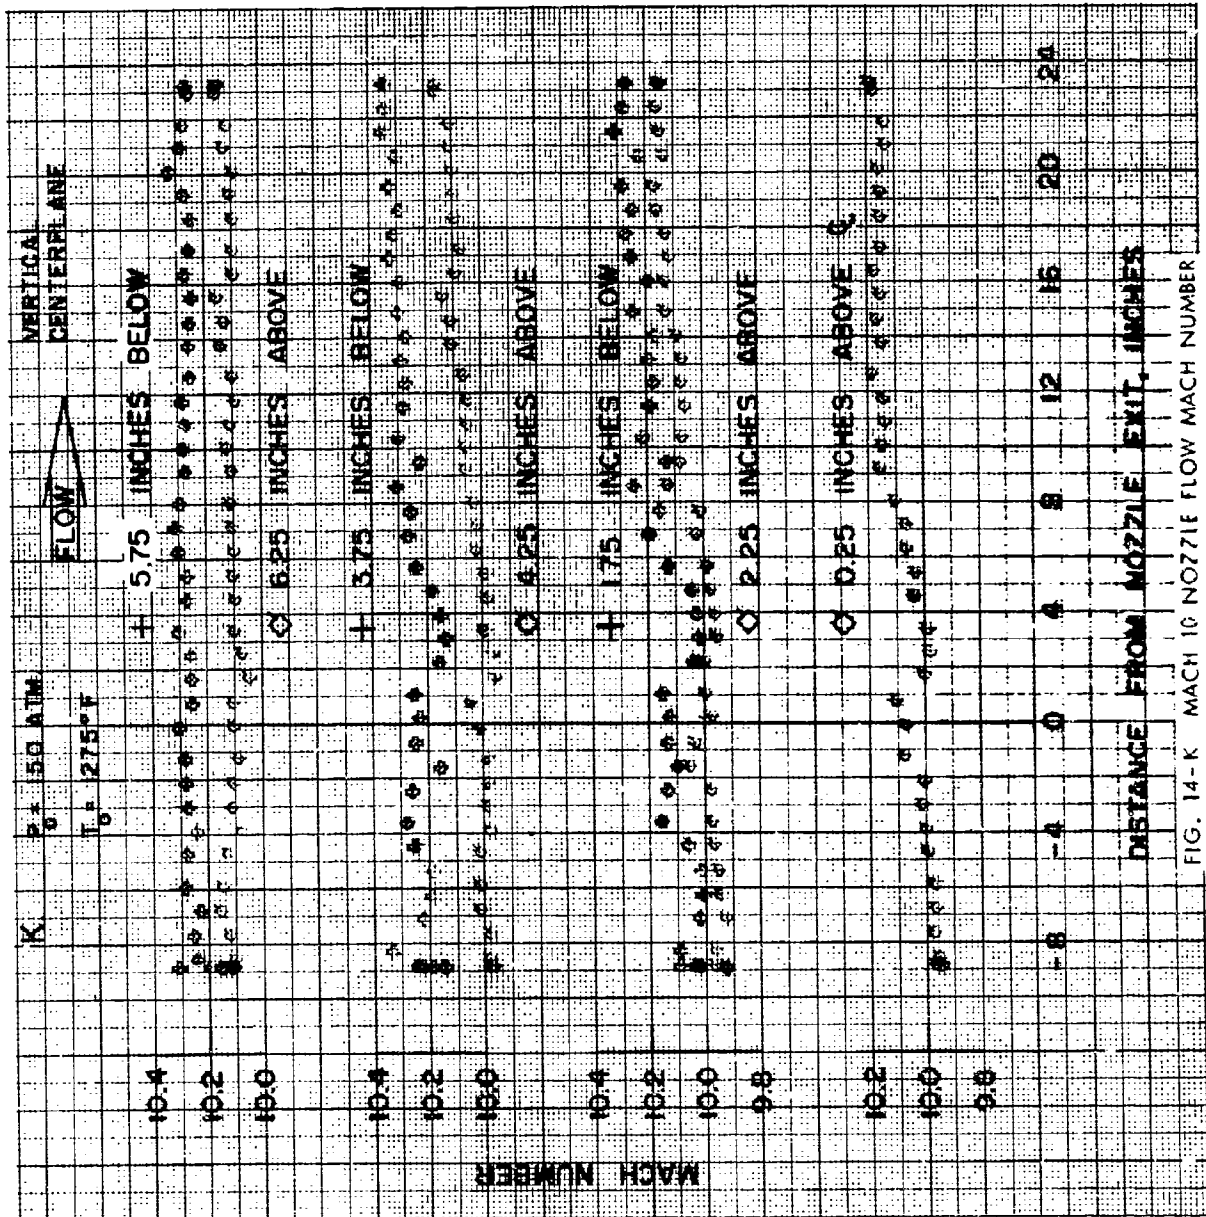 K.
P₀ = 150 ATM.
T₀ = 1275°F
FLOW
VERTICAL
CENTERPLANE
+ 5.75 INCHES BELOW
◇ 6.25 INCHES ABOVE
+ 3.75 INCHES BELOW
◇ 4.25 INCHES ABOVE
+ 1.75 INCHES BELOW
◇ 2.25 INCHES ABOVE
◇ 0.25 INCHES ABOVE ℄
10.4
10.2
10.0
10.4
10.2
10.0
10.4
10.2
10.0
9.8
10.2
10.0
9.8
MACH NUMBER
-8 -4 0 4 8 12 16 20 24
DISTANCE FROM NOZZLE EXIT, INCHES
FIG. 14-K MACH 10 NOZZLE FLOW MACH NUMBER